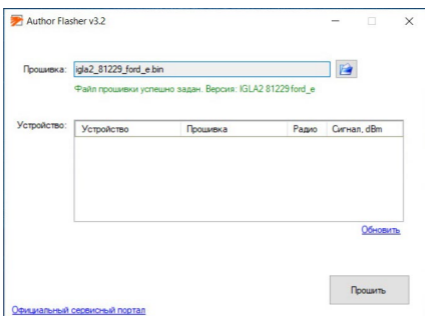 Author Flasher v3.2
Прошивка: igla2_81229_ford_e.bin
Файл прошивки успешно задан. Версия: IGLA2 81229 ford_e
Устройство: Устройство Прошивка Радио Сигнал, dBm
Обновить
Прошить
Официальный сервисный портал